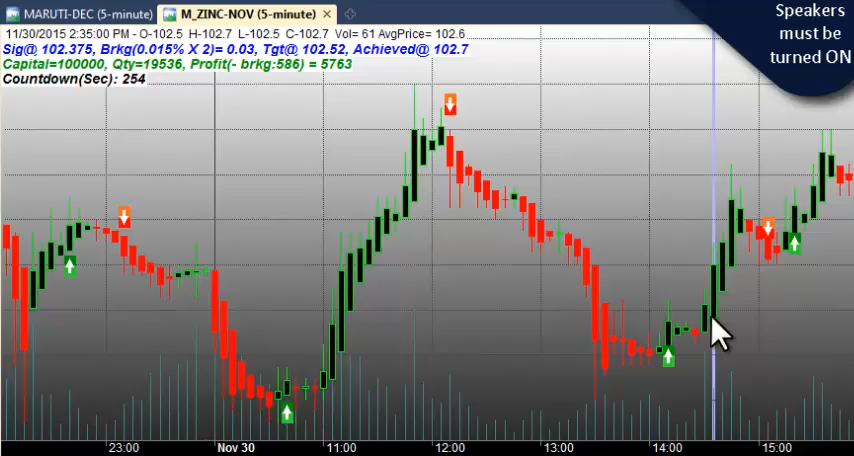 MARUTI-DEC (5-minute)
M_ZINC-NOV (5-minute)
Speakers
must be
turned ON
11/30/2015 2:35:00 PM - O-102.5 H-102.7 L-102.5 C-102.7 Vol= 61 AvgPrice= 102.6
Sig@ 102.375, Brkg(0.015% X 2)= 0.03, Tgt@ 102.52, Achieved@ 102.7
Capital=100000, Qty=19536, Profit(- brkg:586) = 5763
Countdown(Sec): 254
23:00 Nov 30 11:00 12:00 13:00 14:00 15:00